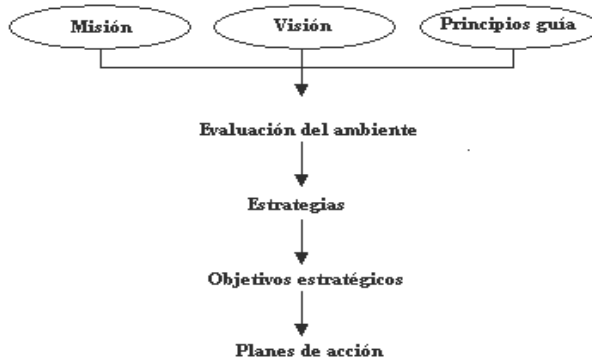 Misión
Visión
Principios guía
Evaluación del ambiente
Estrategias
Objetivos estratégicos
Planes de acción